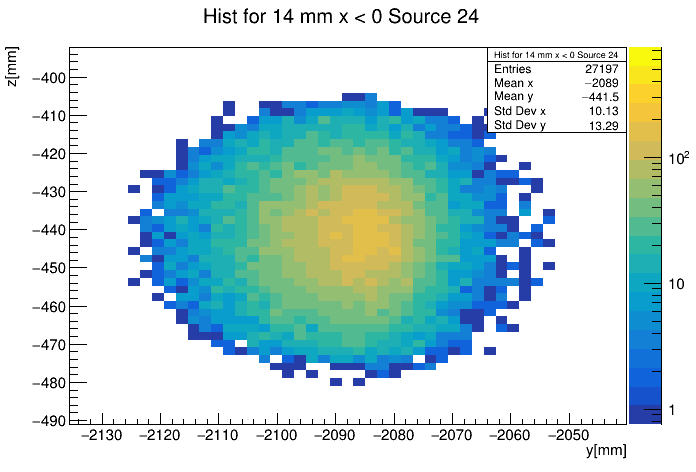 Hist for 14 mm x < 0 Source 24
z[mm]
Hist for 14 mm x < 0 Source 24
Entries 27197
Mean x −2089
Mean y −441.5
Std Dev x 10.13
Std Dev y 13.29
−400
−410
−420
−430
−440
−450
−460
−470
−480
−490
10²
10
1
−2130 −2120 −2110 −2100 −2090 −2080 −2070 −2060 −2050
y[mm]